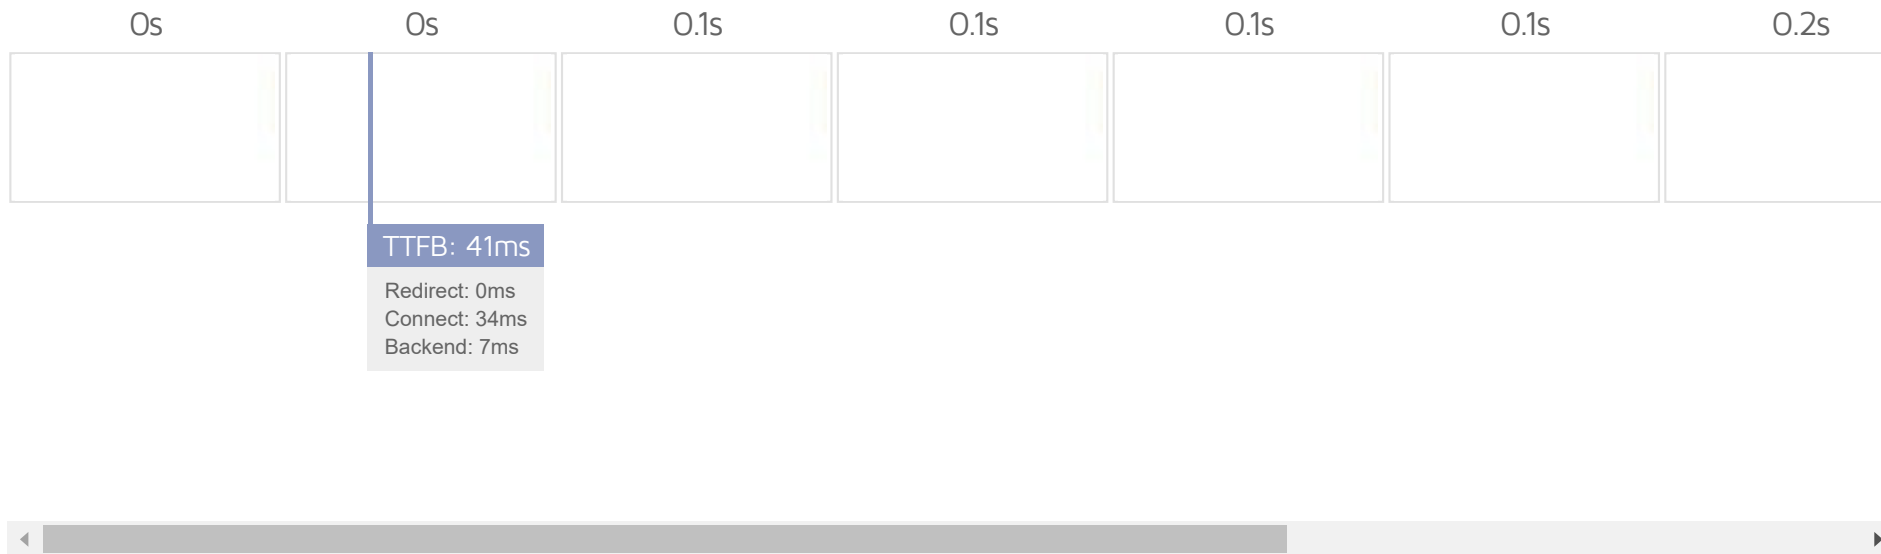 0s 0s 0.1s 0.1s 0.1s 0.1s 0.2s
TTFB: 41ms
Redirect: 0ms
Connect: 34ms
Backend: 7ms